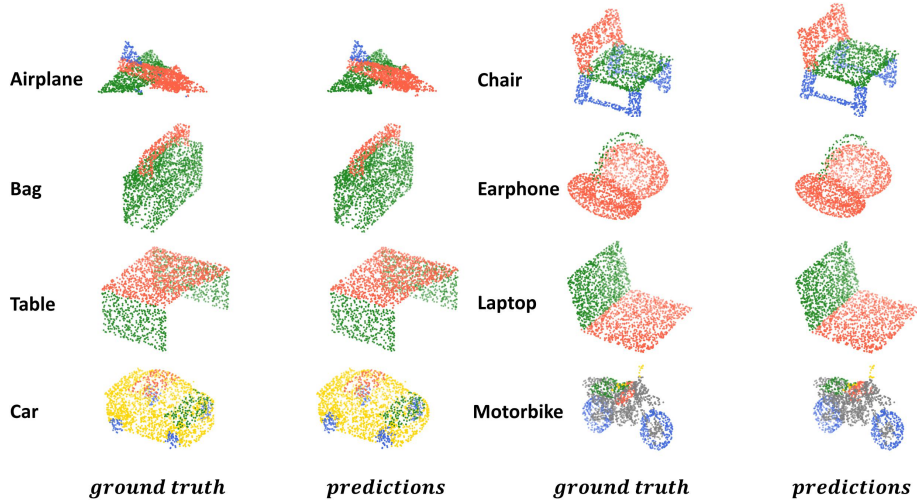 Airplane
Chair
Bag
Earphone
Table
Laptop
Car
Motorbike
ground truth
predictions
ground truth
predictions